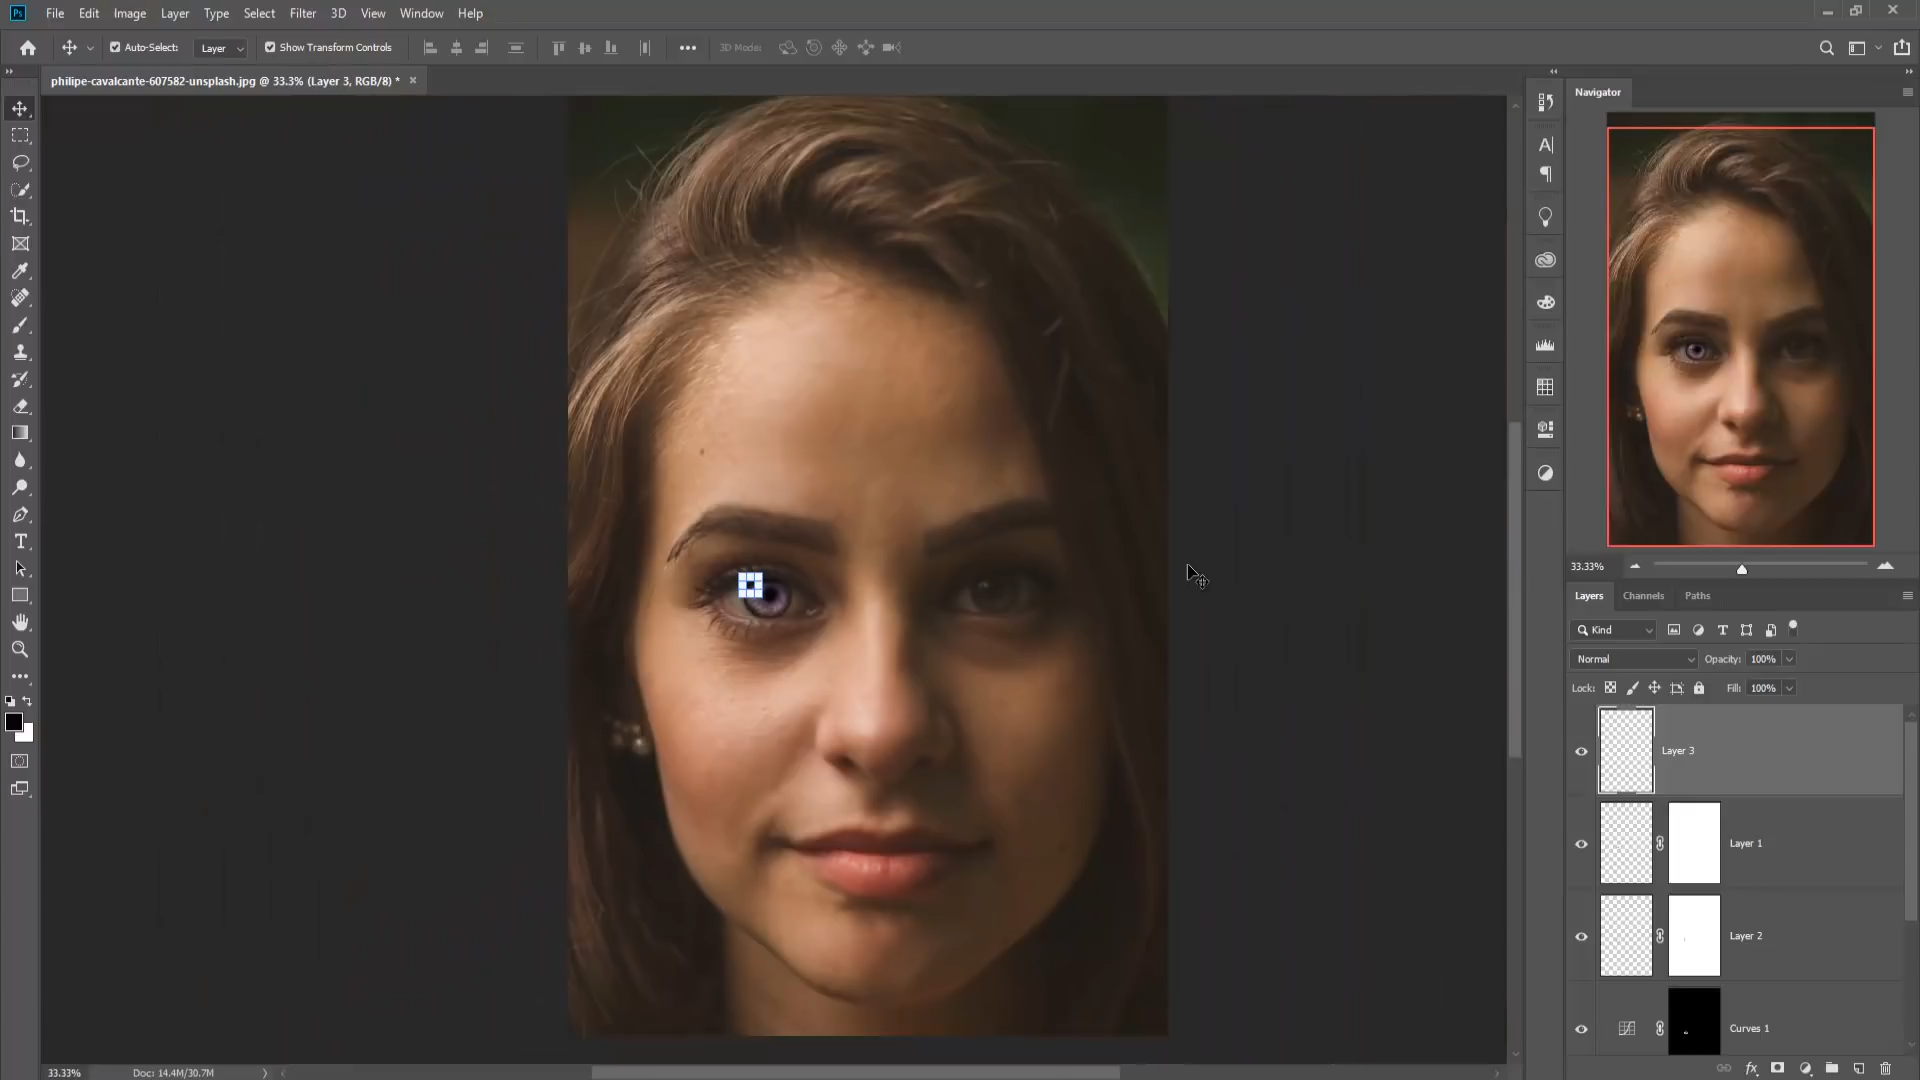 Ps File Edit Image Layer Type Select Filter 3D View Window Help
Auto-Select: Layer Show Transform Controls 3D Mode:
philipe-cavalcante-607582-unsplash.jpg @ 33.3% (Layer 3, RGB/8) * ×
Navigator
33.33%
Layers Channels Paths
Kind
Normal Opacity: 100%
Lock: Fill: 100%
Layer 3
Layer 1
Layer 2
Curves 1
33.33% Doc: 14.4M/30.7M